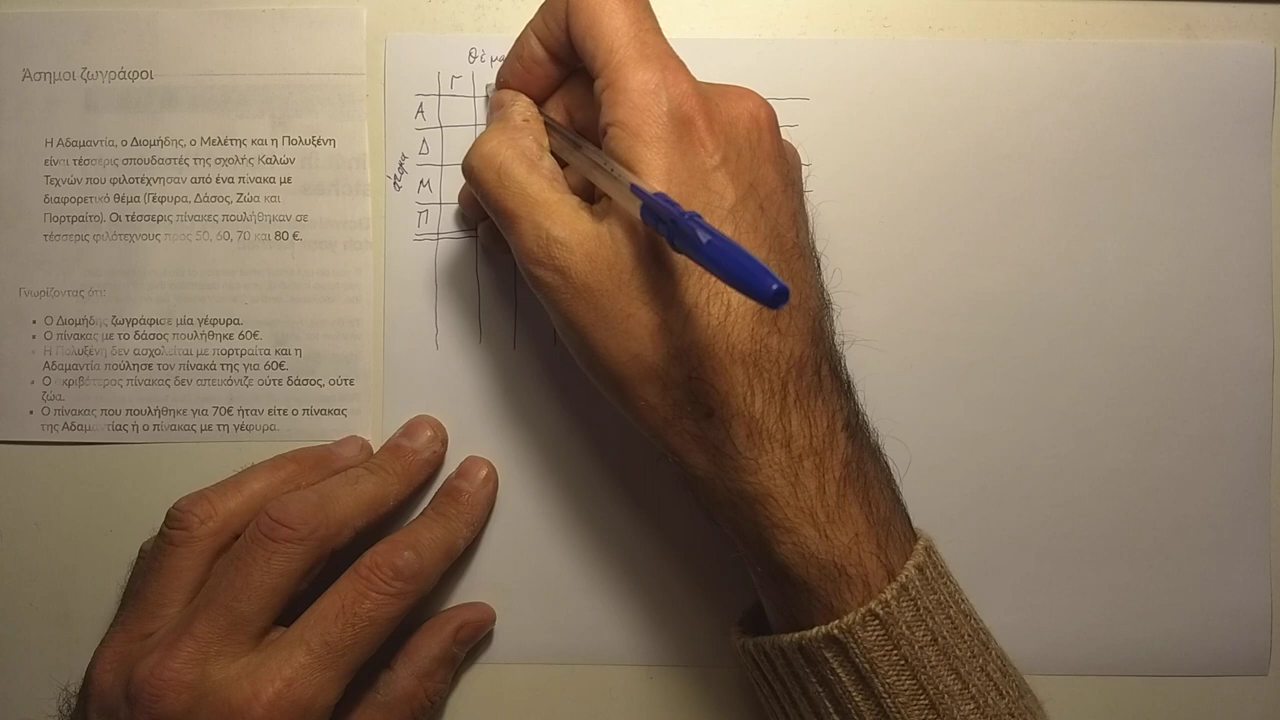 Άσημοι ζωγράφοι
Η Αδαμαντία, ο Διομήδης, ο Μελέτης και η Πολυξένη
είναι τέσσερις σπουδαστές της σχολής Καλών
Τεχνών που φιλοτέχνησαν από ένα πίνακα με
διαφορετικό θέμα (Γέφυρα, Δάσος, Ζώα και
Πορτραίτο). Οι τέσσερις πίνακες πουλήθηκαν σε
τέσσερις φιλότεχνους προς 50, 60, 70 και 80 €.
Γνωρίζοντας ότι:
▪ Ο Διομήδης ζωγράφισε μία γέφυρα.
▪ Ο πίνακας με το δάσος πουλήθηκε 60€.
▪ Η Πολυξένη δεν ασχολείται με πορτραίτα και η
Αδαμαντία πούλησε τον πίνακά της για 60€.
▪ Ο ακριβότερος πίνακας δεν απεικόνιζε ούτε δάσος, ούτε
ζώα.
▪ Ο πίνακας που πουλήθηκε για 70€ ήταν είτε ο πίνακας
της Αδαμαντίας ή ο πίνακας με τη γέφυρα.
Γ
άτομα
Α
Δ
Μ
Π